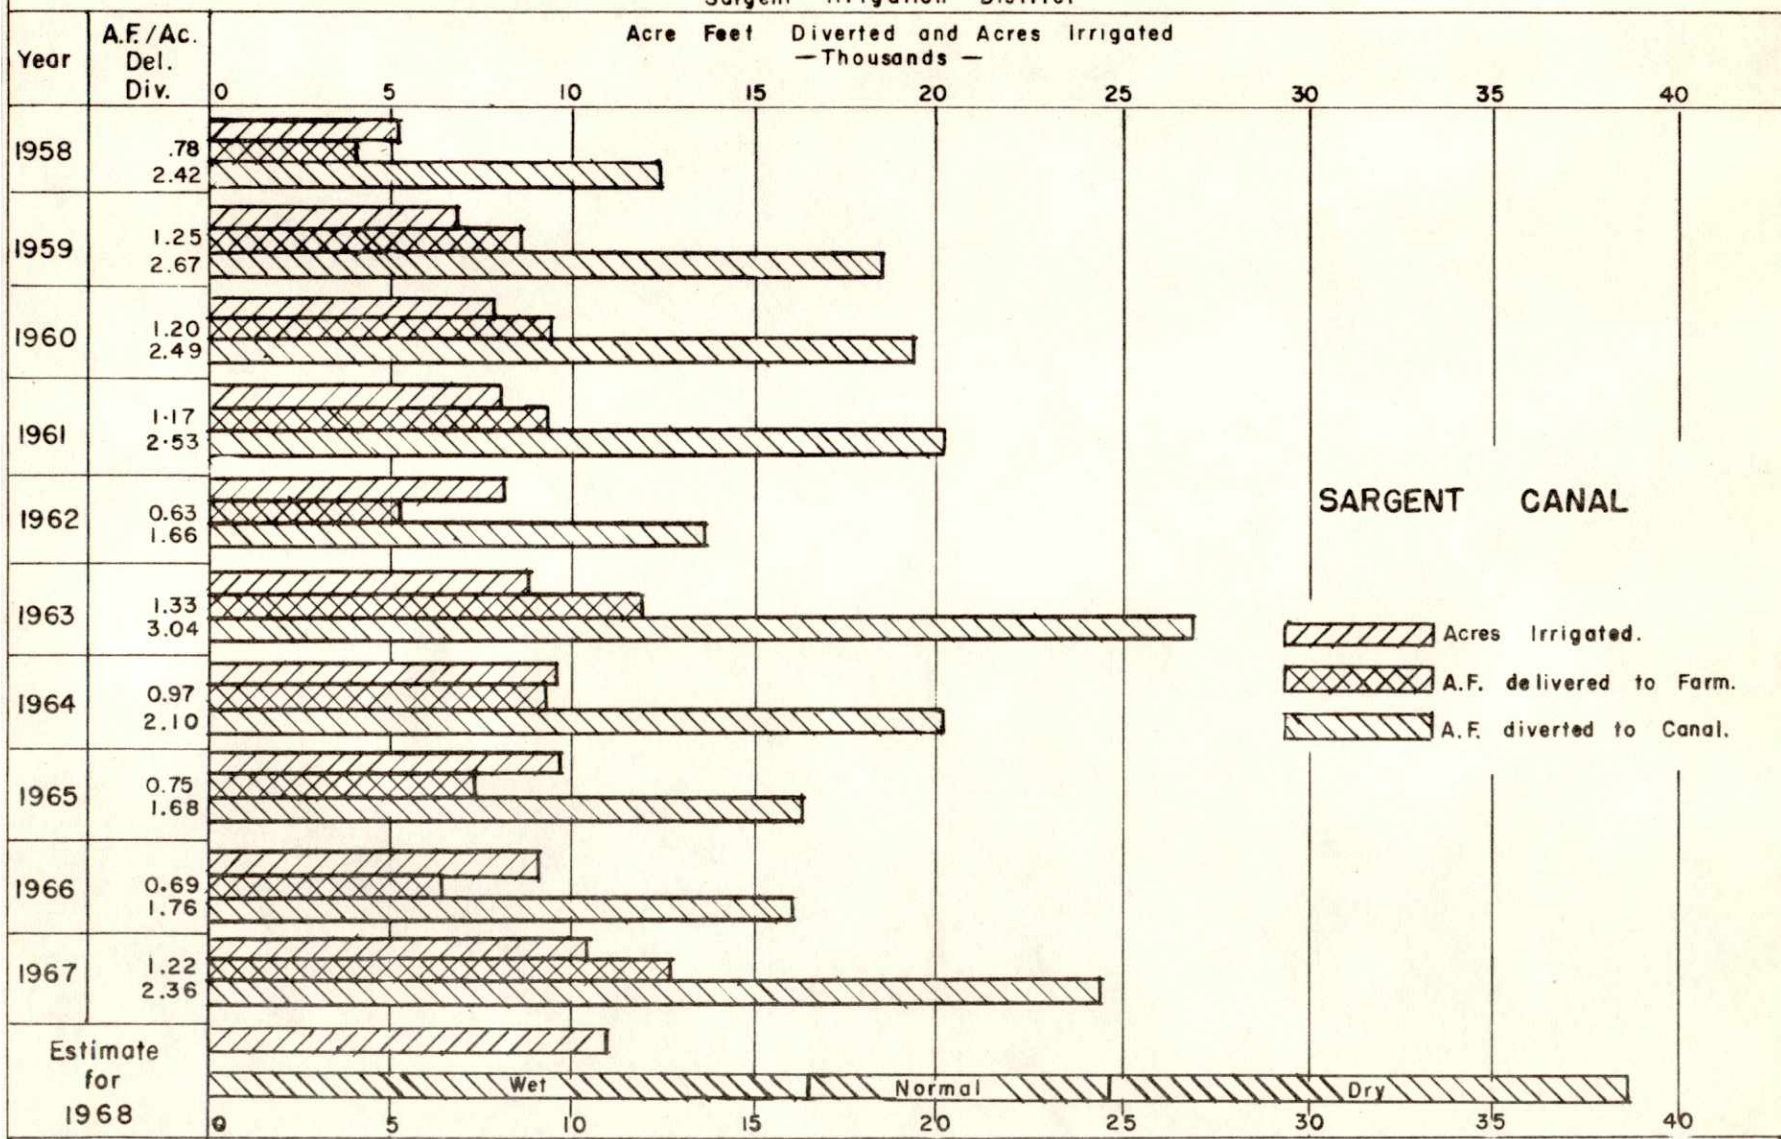 Sargent Irrigation District
Acre Feet Diverted and Acres Irrigated
— Thousands —
Year
A.F./Ac.
Del.
Div.
0 5 10 15 20 25 30 35 40
1958 .78
2.42
1959 1.25
2.67
1960 1.20
2.49
1961 1.17
2.53
1962 0.63
1.66
1963 1.33
3.04
1964 0.97
2.10
1965 0.75
1.68
1966 0.69
1.76
1967 1.22
2.36
SARGENT CANAL
Acres Irrigated.
A.F. delivered to Farm.
A.F. diverted to Canal.
Estimate
for
1968
Wet Normal Dry
0 5 10 15 20 25 30 35 40